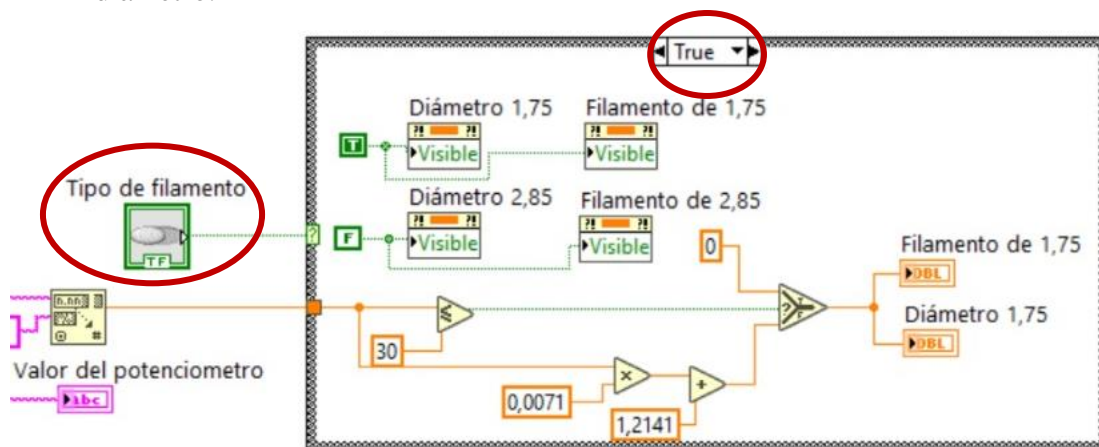 True
Diámetro 1,75 Filamento de 1,75
?! ?! ?! ?!
T Visible Visible
Tipo de filamento
Diámetro 2,85 Filamento de 2,85
?! ?! ?! ?!
? F Visible Visible
TF
0
Filamento de 1,75
DBL
?
T
F
Diámetro 1,75
DBL
≤
30
Valor del potenciometro
abc
x
+
0,0071
1,2141